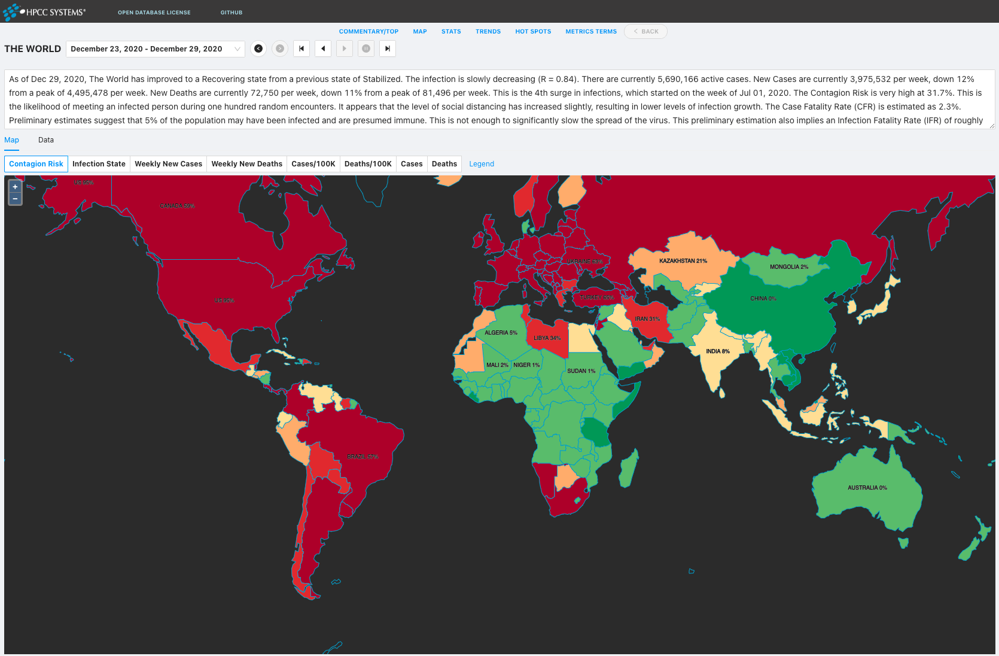 HPCC SYSTEMS®
OPEN DATABASE LICENSE
GITHUB
COMMENTARY/TOP
MAP
STATS
TRENDS
HOT SPOTS
METRICS TERMS
BACK
THE WORLD
December 23, 2020 - December 29, 2020
As of Dec 29, 2020, The World has improved to a Recovering state from a previous state of Stabilized. The infection is slowly decreasing (R = 0.84). There are currently 5,690,166 active cases. New Cases are currently 3,975,532 per week, down 12%
from a peak of 4,495,478 per week. New Deaths are currently 72,750 per week, down 11% from a peak of 81,496 per week. This is the 4th surge in infections, which started on the week of Jul 01, 2020. The Contagion Risk is very high at 31.7%. This is
the likelihood of meeting an infected person during one hundred random encounters. It appears that the level of social distancing has increased slightly, resulting in lower levels of infection growth. The Case Fatality Rate (CFR) is estimated as 2.3%.
Preliminary estimates suggest that 5% of the population may have been infected and are presumed immune. This is not enough to significantly slow the spread of the virus. This preliminary estimation also implies an Infection Fatality Rate (IFR) of roughly
Map
Data
Contagion Risk
Infection State
Weekly New Cases
Weekly New Deaths
Cases/100K
Deaths/100K
Cases
Deaths
Legend
+
−
US 95%
CANADA 59%
UKRAINE 53%
KAZAKHSTAN 21%
MONGOLIA 2%
US 95%
TURKEY 65%
CHINA 0%
IRAN 31%
ALGERIA 5%
LIBYA 34%
INDIA 8%
MALI 2%
NIGER 1%
SUDAN 1%
BRAZIL 57%
AUSTRALIA 0%